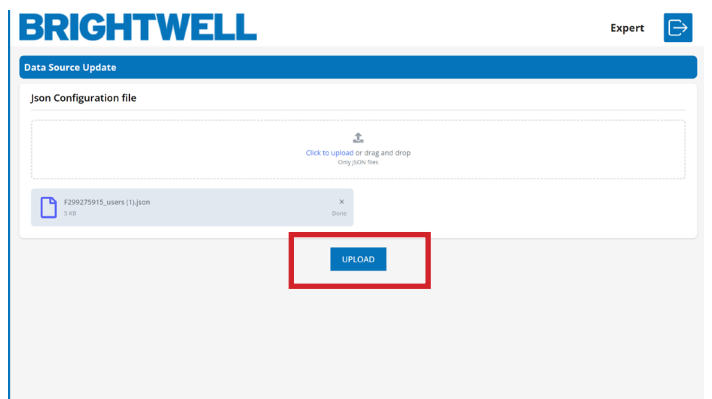 BRIGHTWELL
Expert
Data Source Update
Json Configuration file
Click to upload or drag and drop
Only JSON files
F299275915_users (1).json
×
5 KB
Done
UPLOAD